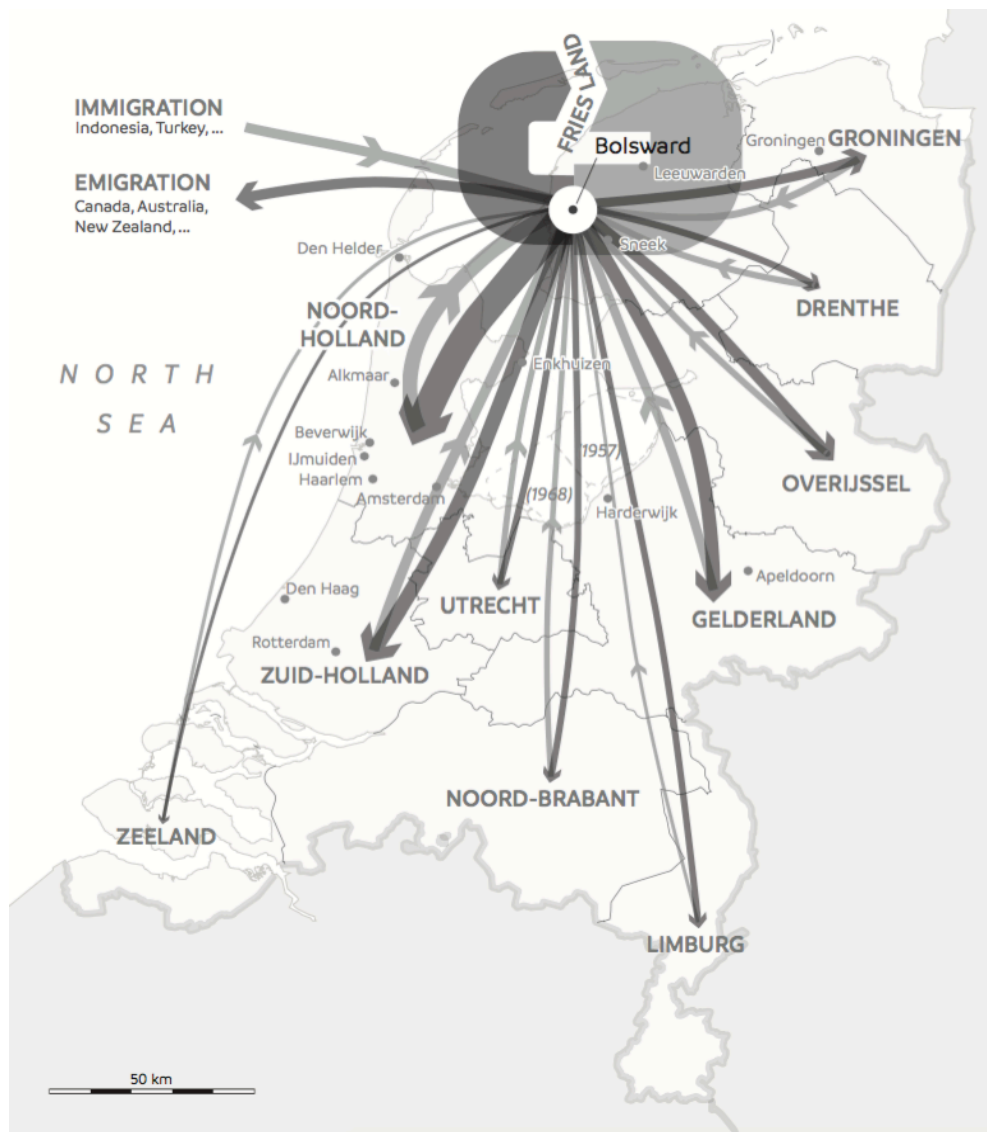 FRIES LAND
IMMIGRATION
Indonesia, Turkey, ...
Bolsward
Groningen GRONINGEN
Leeuwarden
EMIGRATION
Canada, Australia,
New Zealand, ...
Den Helder
Sneek
NOORD-
HOLLAND
DRENTHE
NORTH
SEA
Enkhuizen
Alkmaar
Beverwijk
IJmuiden
Haarlem
Amsterdam
(1957)
(1968)
Harderwijk
OVERIJSSEL
Apeldoorn
Den Haag
UTRECHT
GELDERLAND
Rotterdam
ZUID-HOLLAND
NOORD-BRABANT
ZEELAND
LIMBURG
50 km